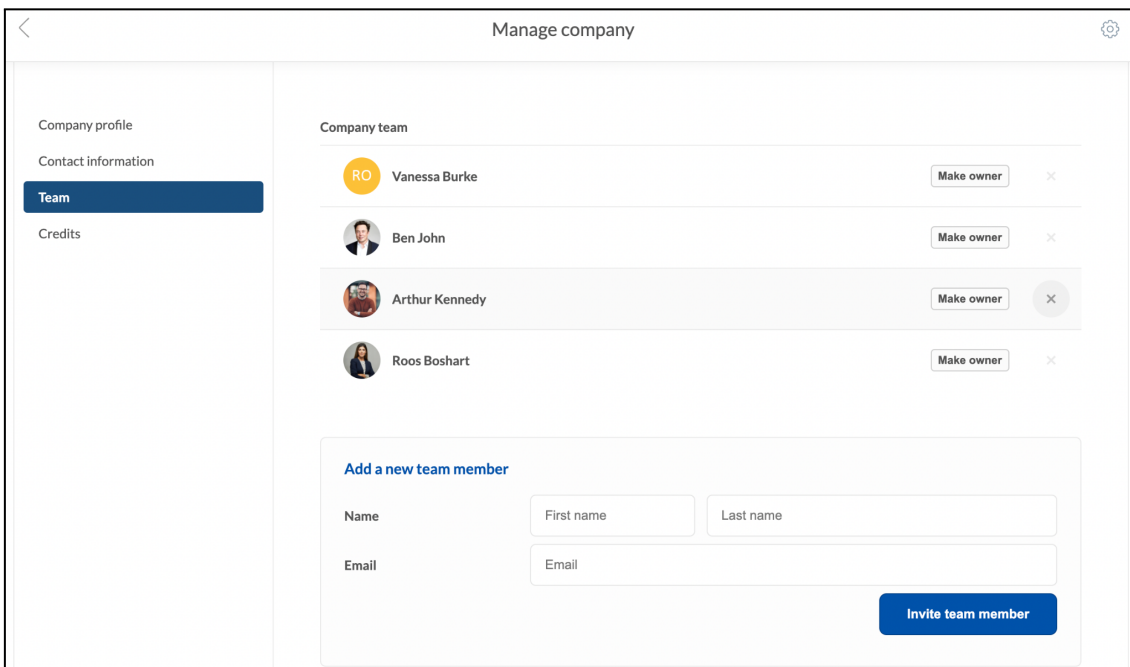 Manage company
Company profile
Contact information
Team
Credits
Company team
RO Vanessa Burke Make owner ×
Ben John Make owner ×
Arthur Kennedy Make owner ×
Roos Boshart Make owner ×
Add a new team member
Name First name Last name
Email Email
Invite team member